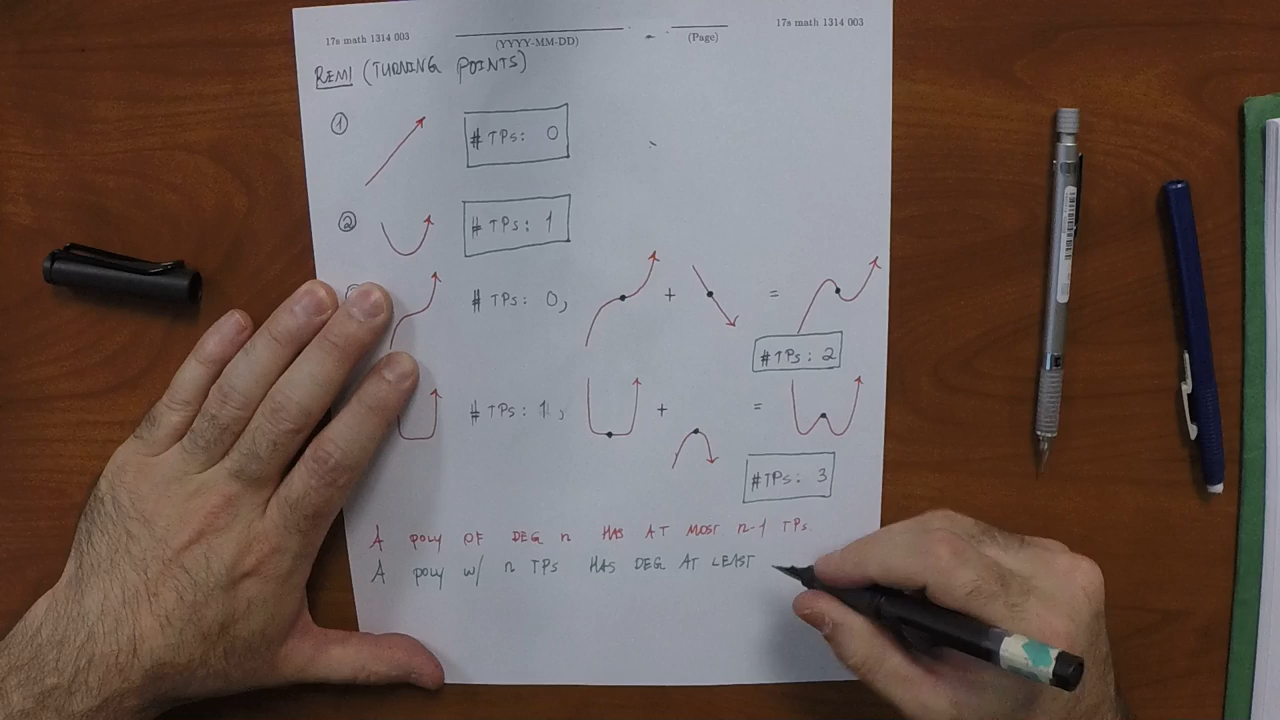 17s math 1314 003
(YYYY-MM-DD)
(Page)
17s math 1314 003
REM (TURNING POINTS)
① # TPs: 0
② # TPs: 1
# TPs: 0, + =
# TPs: 2
# TPs: 1, + =
# TPs: 3
A POLY OF DEG n HAS AT MOST n-1 TPs.
A POLY W/ n TPs HAS DEG AT LEAST